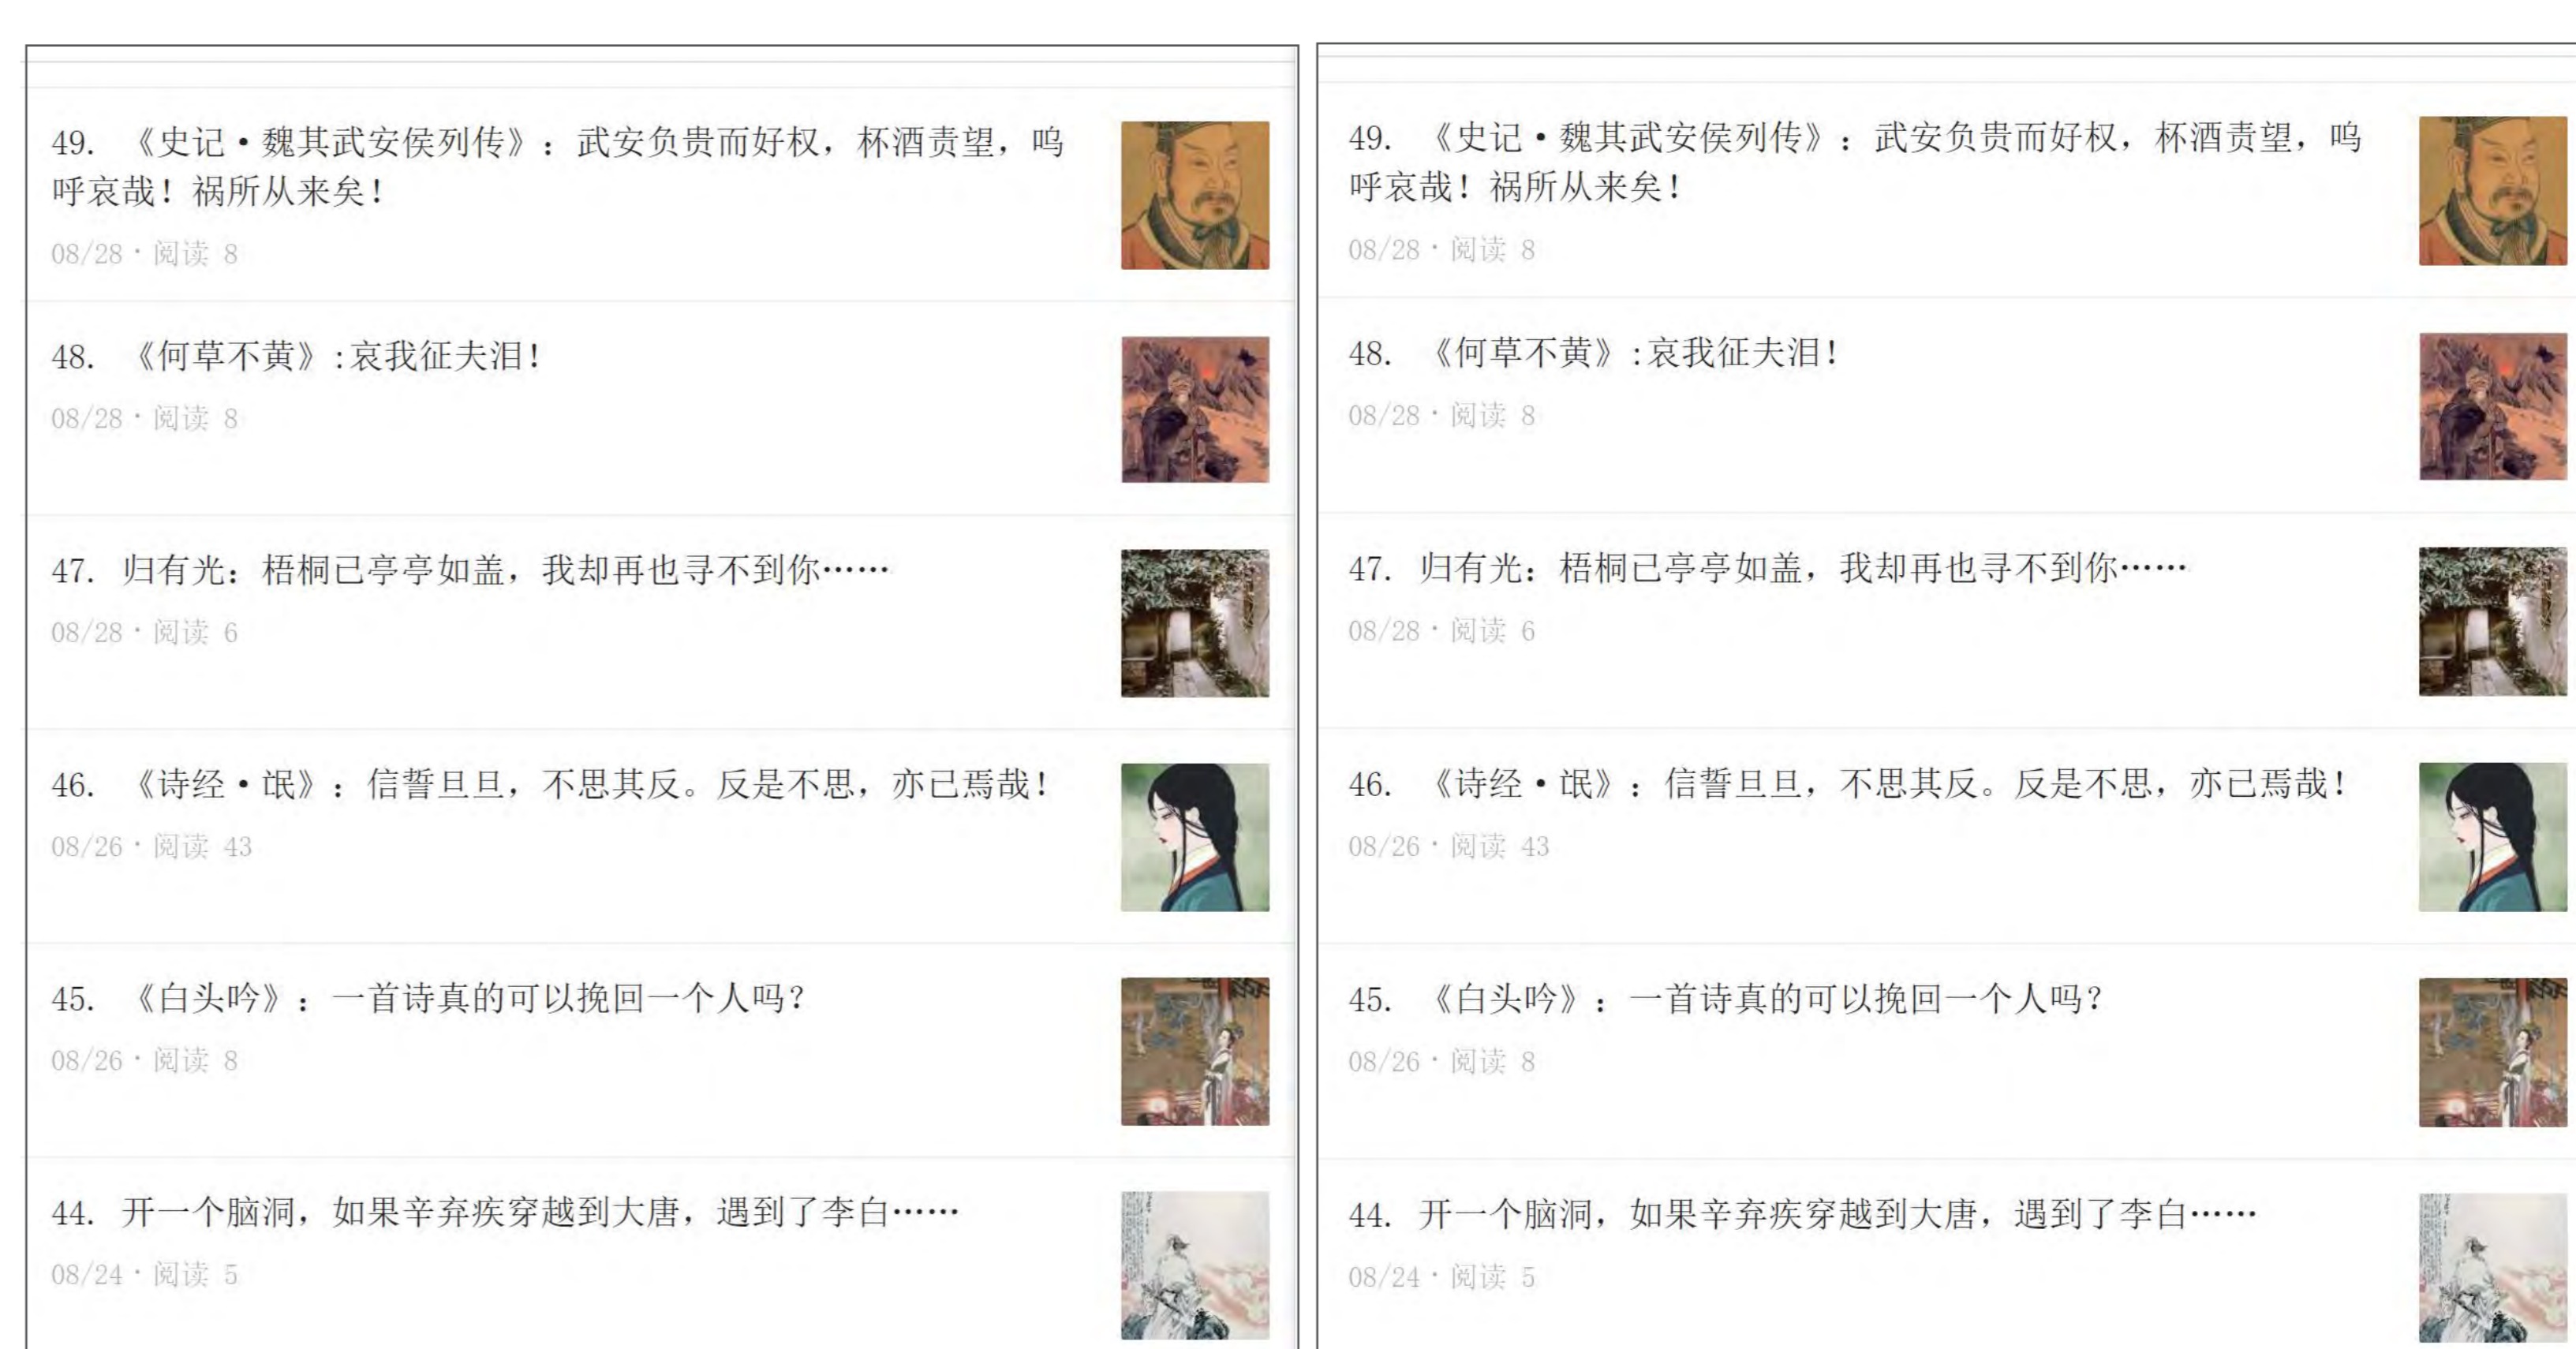 49. 《史记•魏其武安侯列传》：武安负贵而好权，杯酒责望，呜
呼哀哉！祸所从来矣！
08/28 · 阅读 8
48. 《何草不黄》:哀我征夫泪！
08/28 · 阅读 8
47. 归有光：梧桐已亭亭如盖，我却再也寻不到你······
08/28 · 阅读 6
46. 《诗经•氓》：信誓旦旦，不思其反。反是不思，亦已焉哉！
08/26 · 阅读 43
45. 《白头吟》：一首诗真的可以挽回一个人吗？
08/26 · 阅读 8
44. 开一个脑洞，如果辛弃疾穿越到大唐，遇到了李白······
08/24 · 阅读 5
49. 《史记•魏其武安侯列传》：武安负贵而好权，杯酒责望，呜
呼哀哉！祸所从来矣！
08/28 · 阅读 8
48. 《何草不黄》:哀我征夫泪！
08/28 · 阅读 8
47. 归有光：梧桐已亭亭如盖，我却再也寻不到你······
08/28 · 阅读 6
46. 《诗经•氓》：信誓旦旦，不思其反。反是不思，亦已焉哉！
08/26 · 阅读 43
45. 《白头吟》：一首诗真的可以挽回一个人吗？
08/26 · 阅读 8
44. 开一个脑洞，如果辛弃疾穿越到大唐，遇到了李白······
08/24 · 阅读 5